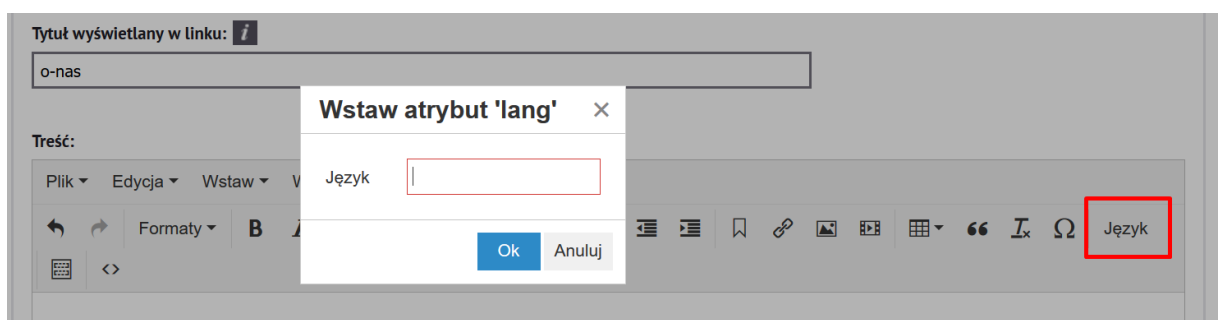 Tytuł wyświetlany w linku: i
o-nas
Wstaw atrybut 'lang' ×
Treść:
Plik Edycja Wstaw
Język
Formaty B Język
Ok Anuluj